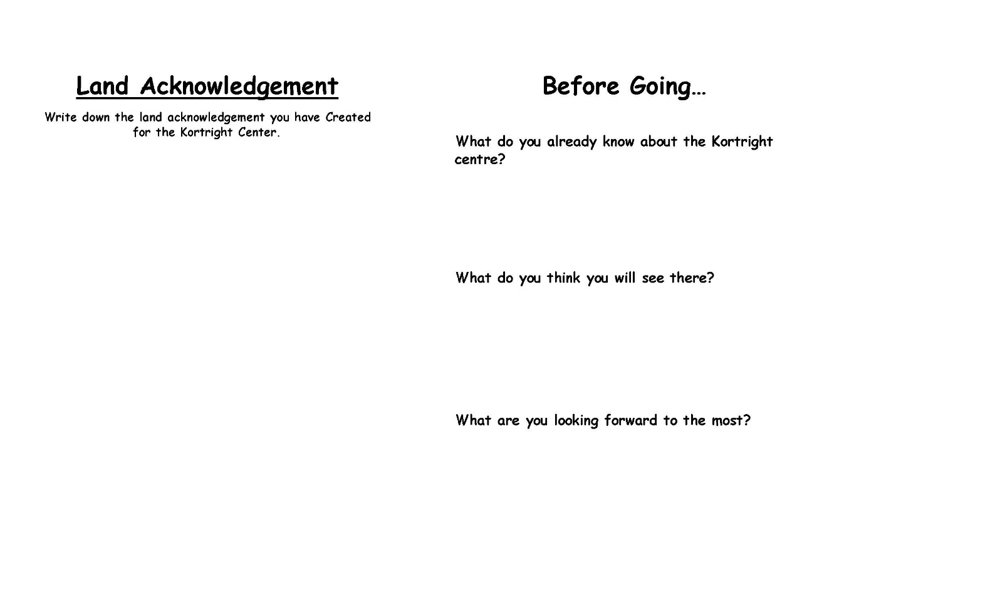 Land Acknowledgement
Write down the land acknowledgement you have Created
for the Kortright Center.
Before Going...
What do you already know about the Kortright
centre?
What do you think you will see there?
What are you looking forward to the most?